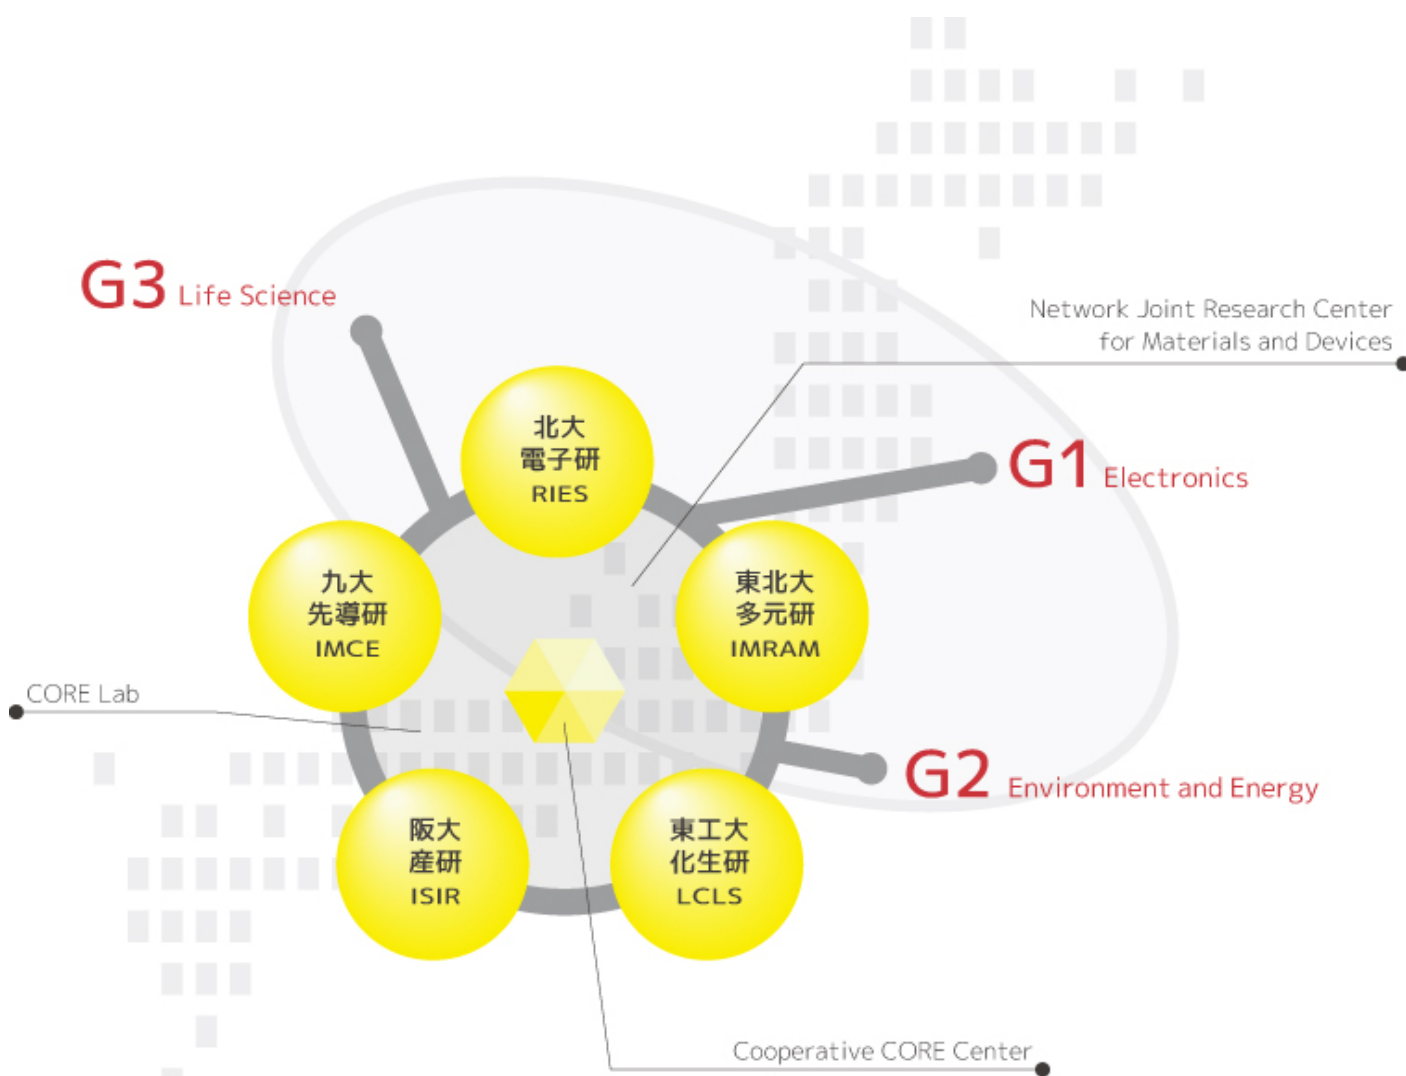 G3 Life Science
Network Joint Research Center
for Materials and Devices
北大
電子研
RIES
G1 Electronics
九大
先導研
IMCE
東北大
多元研
IMRAM
CORE Lab
G2 Environment and Energy
阪大
産研
ISIR
東工大
化生研
LCLS
Cooperative CORE Center